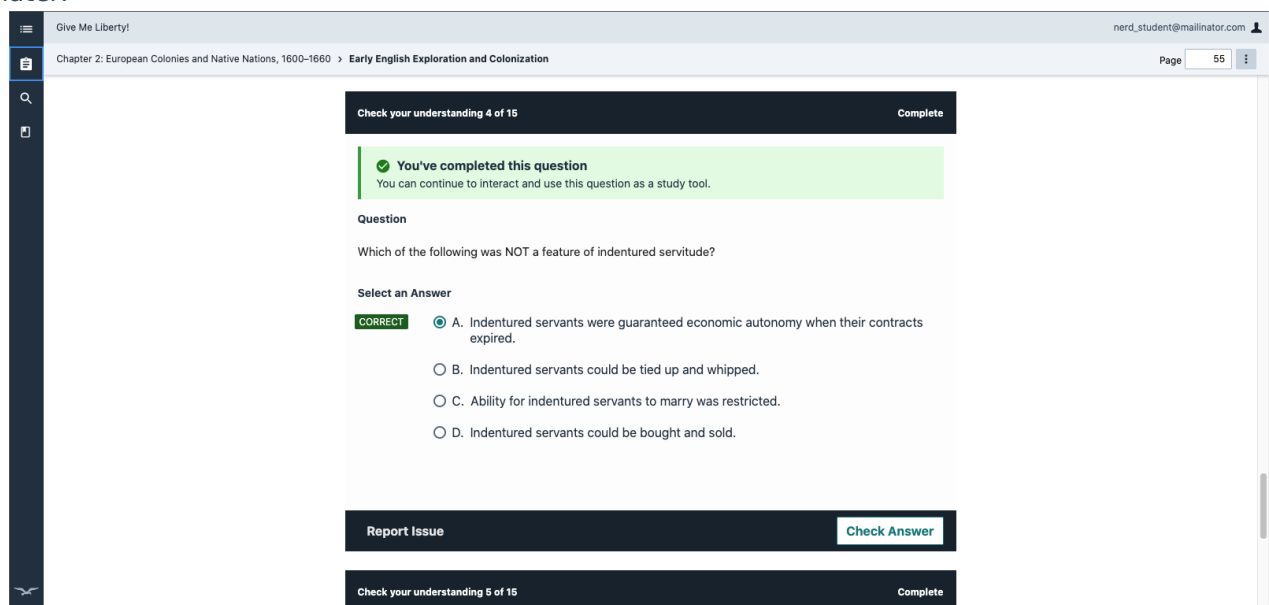 Give Me Liberty!
nerd_student@mailinator.com
Chapter 2: European Colonies and Native Nations, 1600–1660 > Early English Exploration and Colonization
Page 55
Check your understanding 4 of 15
Complete
You've completed this question
You can continue to interact and use this question as a study tool.
Question
Which of the following was NOT a feature of indentured servitude?
Select an Answer
CORRECT
A. Indentured servants were guaranteed economic autonomy when their contracts
expired.
B. Indentured servants could be tied up and whipped.
C. Ability for indentured servants to marry was restricted.
D. Indentured servants could be bought and sold.
Report Issue
Check Answer
Check your understanding 5 of 15
Complete